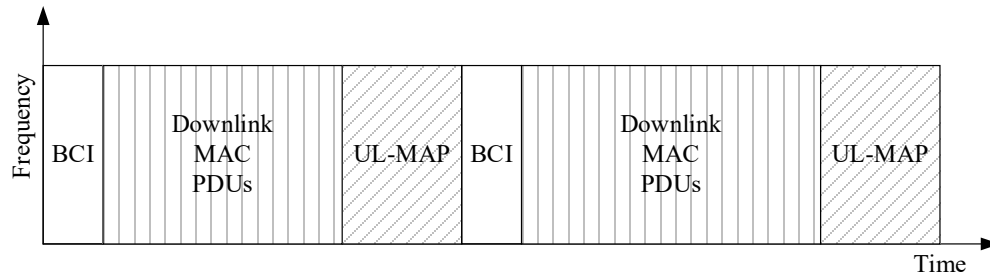 Frequency
BCI
Downlink
MAC
PDUs
UL-MAP
BCI
Downlink
MAC
PDUs
UL-MAP
Time